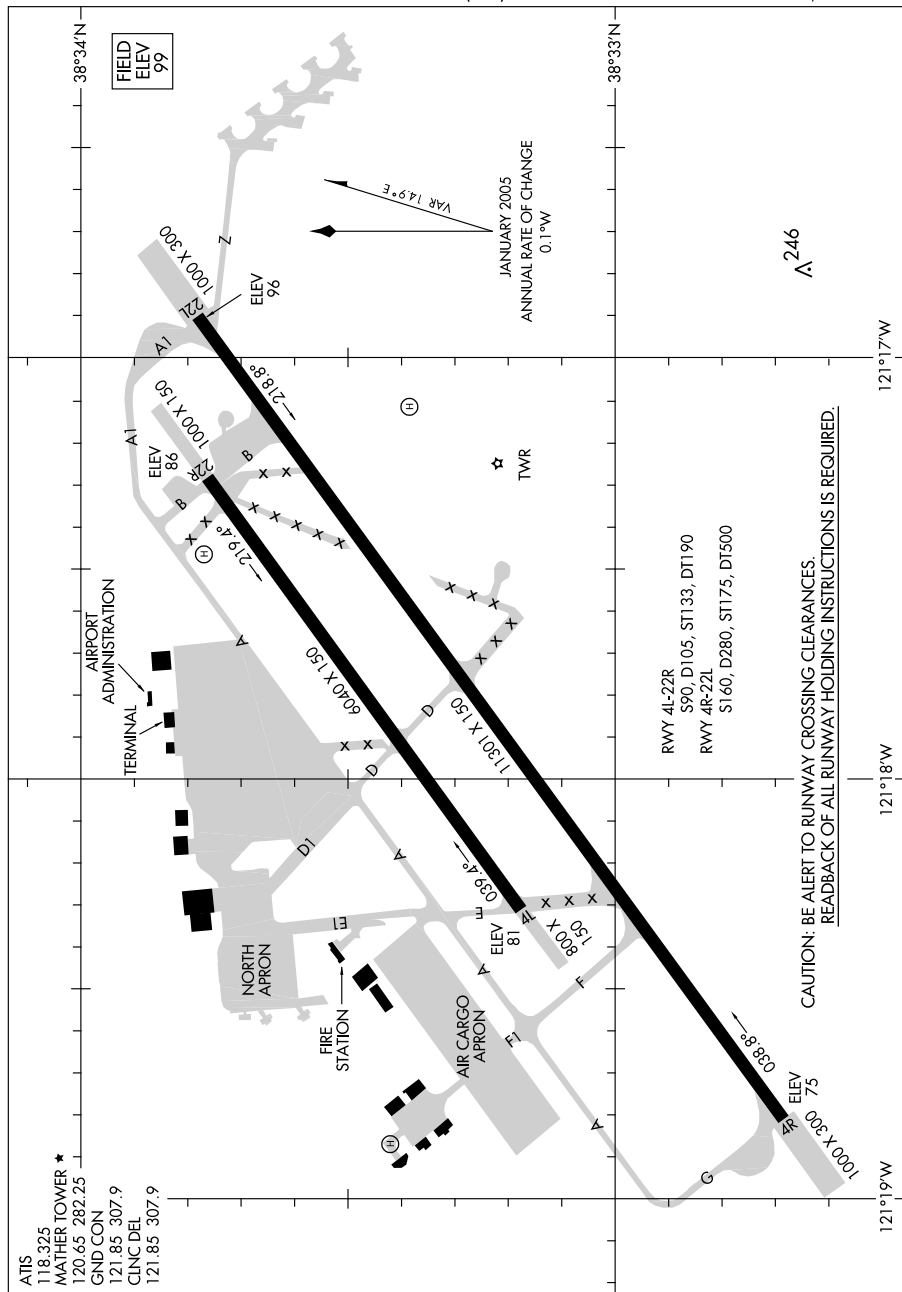 ATIS
118.325
MATHER TOWER ★
120.65 282.25
GND CON
121.85 307.9
CLNC DEL
121.85 307.9
FIELD
ELEV
99
38°34'N
38°33'N
121°19'W
121°18'W
121°17'W
JANUARY 2005
ANNUAL RATE OF CHANGE
0.1°W
VAR 14.9°E
AIRPORT
ADMINISTRATION
TERMINAL
NORTH
APRON
FIRE
STATION
AIR CARGO
APRON
TWR
246
H
H
H
A1
A1
A
A
A
A
B
B
D
D
D1
E
E1
F
F1
G
Z
ELEV
96
22L
1000 X 300
218.8°
ELEV
86
22R
1000 X 150
219.4°
6040 X 150
11301 X 150
039.4°
4L
ELEV
81
800 X
150
038.8°
4R
ELEV
75
1000 X 300
X X
X X
X X X X X
X X
X X X
X X X
X X X
RWY 4L-22R
S90, D105, ST133, DT190
RWY 4R-22L
S160, D280, ST175, DT500
CAUTION: BE ALERT TO RUNWAY CROSSING CLEARANCES.
READBACK OF ALL RUNWAY HOLDING INSTRUCTIONS IS REQUIRED.